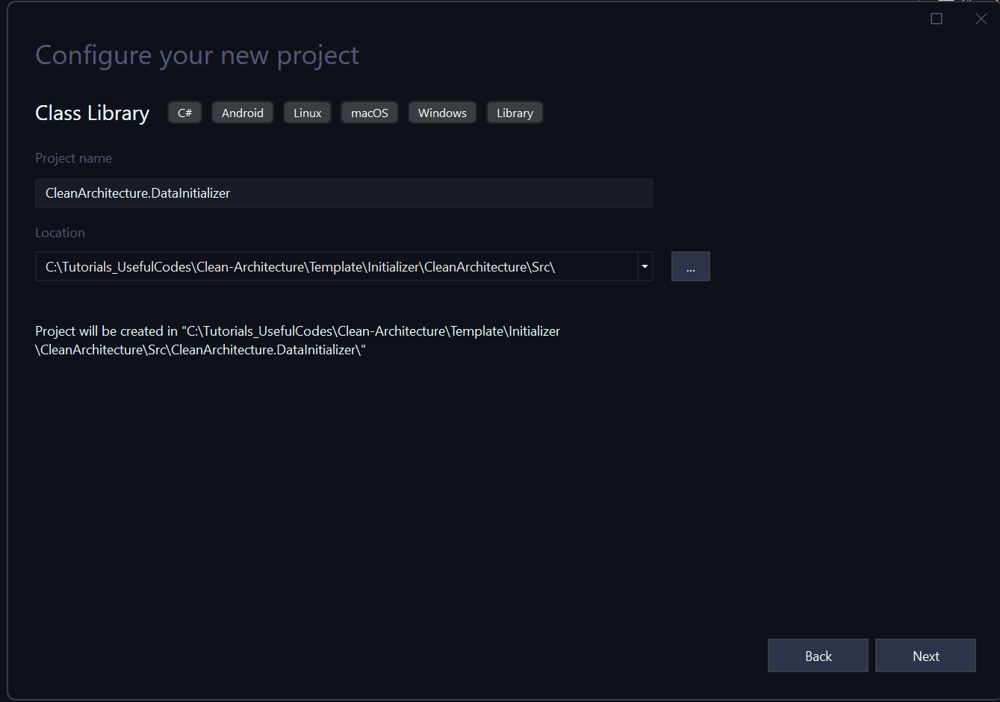 Configure your new project
Class Library C# Android Linux macOS Windows Library
Project name
CleanArchitecture.DataInitializer
Location
C:\Tutorials_UsefulCodes\Clean-Architecture\Template\Initializer\CleanArchitecture\Src\
...
Project will be created in "C:\Tutorials_UsefulCodes\Clean-Architecture\Template\Initializer
\CleanArchitecture\Src\CleanArchitecture.DataInitializer\"
Back Next